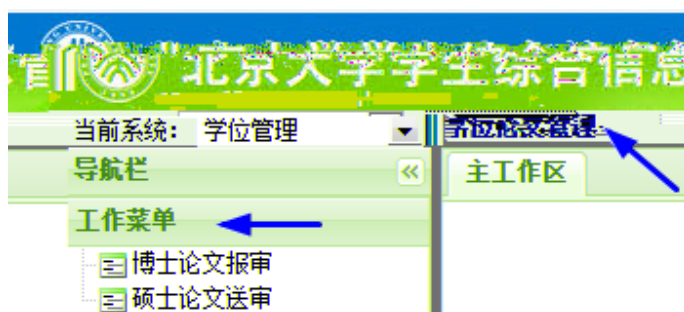 北京大学学生综合信息
当前系统： 学位管理
导航栏
主工作区
工作菜单
博士论文报审
硕士论文送审